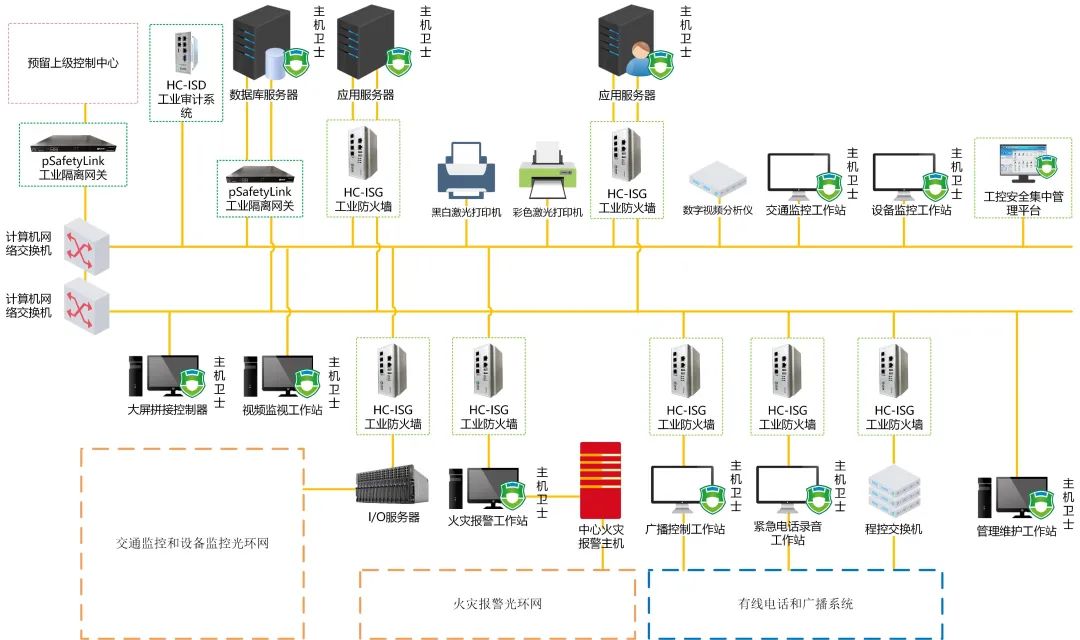 预留上级控制中心
pSafetyLink
工业隔离网关
HC-ISD
工业审计系
统
主机卫士
数据库服务器
pSafetyLink
工业隔离网关
主机卫士
应用服务器
HC-ISG
工业防火墙
黑白激光打印机
彩色激光打印机
主机卫士
应用服务器
HC-ISG
工业防火墙
数字视频分析仪
主机卫士
交通监控工作站
主机卫士
设备监控工作站
工控安全集中管
理平台
计算机网
络交换机
计算机网
络交换机
主机卫士
大屏拼接控制器
主机卫士
视频监视工作站
HC-ISG
工业防火墙
HC-ISG
工业防火墙
HC-ISG
工业防火墙
HC-ISG
工业防火墙
HC-ISG
工业防火墙
I/O服务器
主机卫士
火灾报警工作站
中心火灾
报警主机
主机卫士
广播控制工作站
主机卫士
紧急电话录音
工作站
程控交换机
主机卫士
管理维护工作站
交通监控和设备监控光环网
火灾报警光环网
有线电话和广播系统